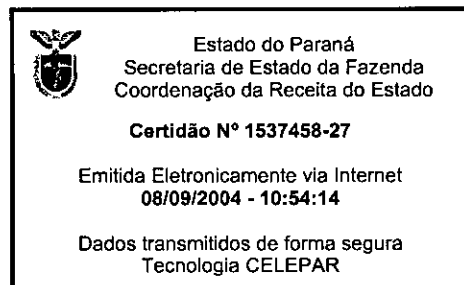 Estado do Paraná
Secretaria de Estado da Fazenda
Coordenação da Receita do Estado
Certidão Nº 1537458-27
Emitida Eletronicamente via Internet
08/09/2004 - 10:54:14
Dados transmitidos de forma segura
Tecnologia CELEPAR